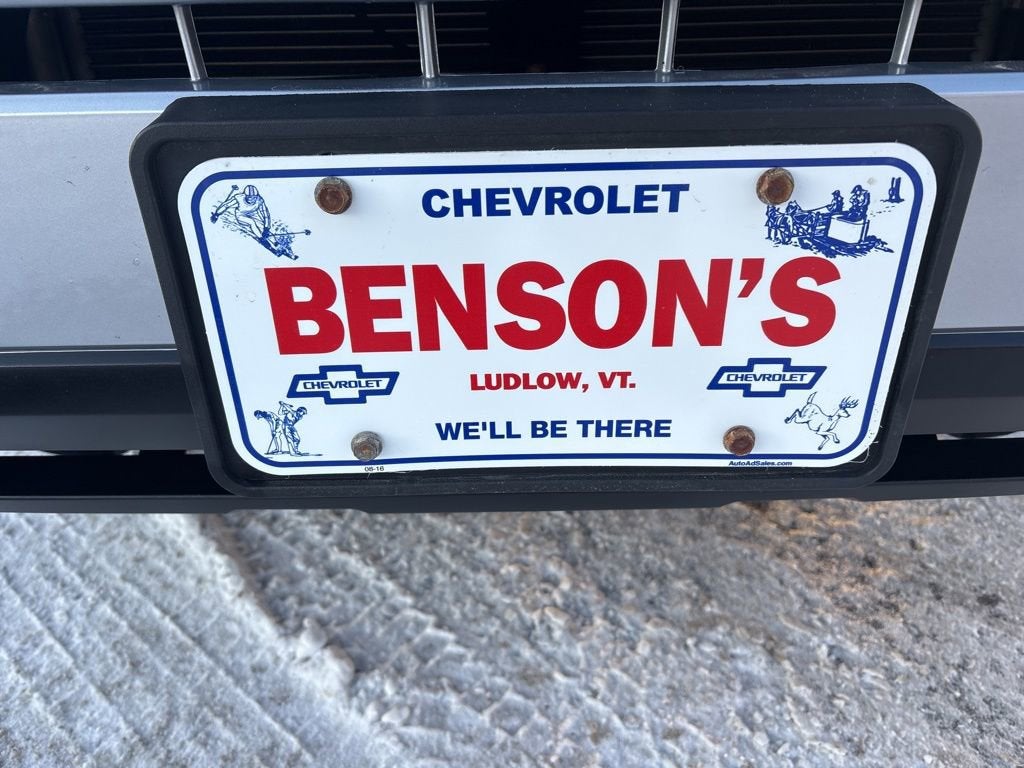 CHEVROLET
BENSON'S
CHEVROLET
LUDLOW, VT.
CHEVROLET
WE'LL BE THERE
08-16
AutoAdSales.com